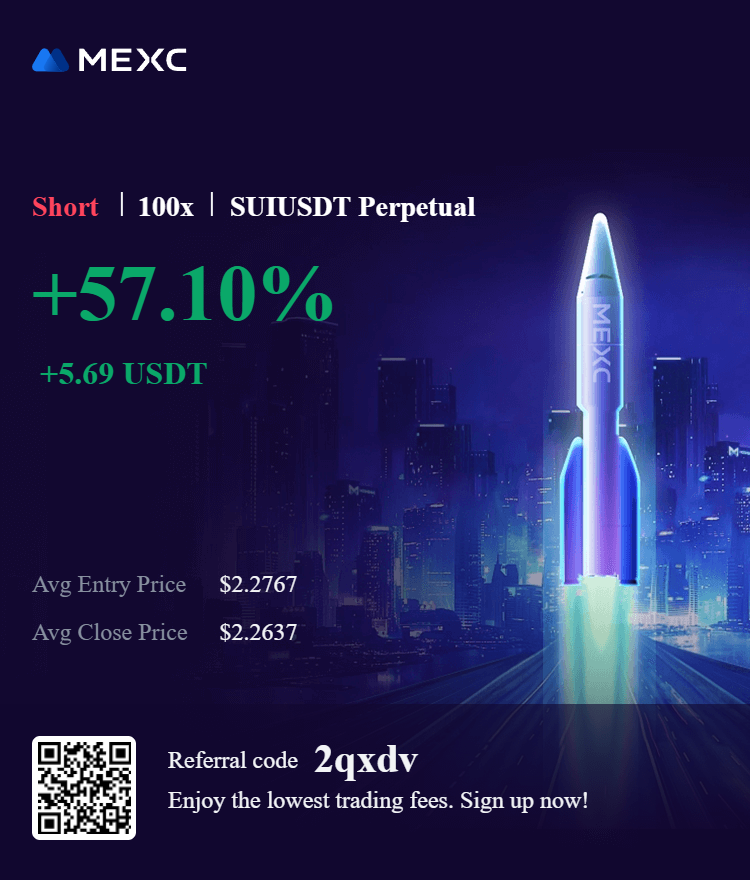 MEXC
Short | 100x | SUIUSDT Perpetual
+57.10%
+5.69 USDT
MEXC
Avg Entry Price $2.2767
Avg Close Price $2.2637
Referral code 2qxdv
Enjoy the lowest trading fees. Sign up now!